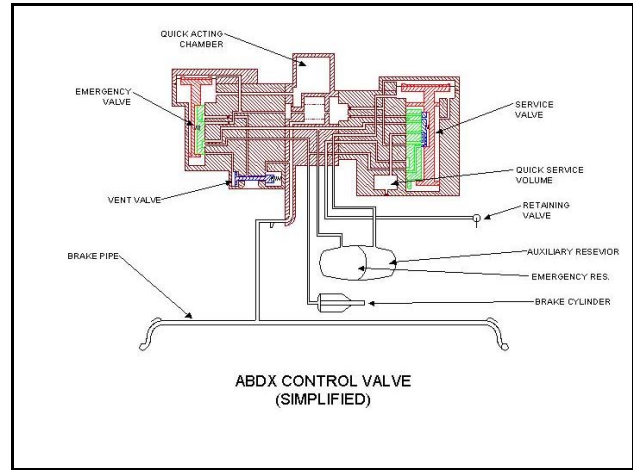 QUICK ACTING
CHAMBER
EMERGENCY
VALVE
SERVICE
VALVE
QUICK SERVICE
VOLUME
VENT VALVE
RETAINING
VALVE
BRAKE PIPE
AUXILIARY RESEVIOR
EMERGENCY RES.
BRAKE CYLINDER
ABDX CONTROL VALVE
(SIMPLIFIED)